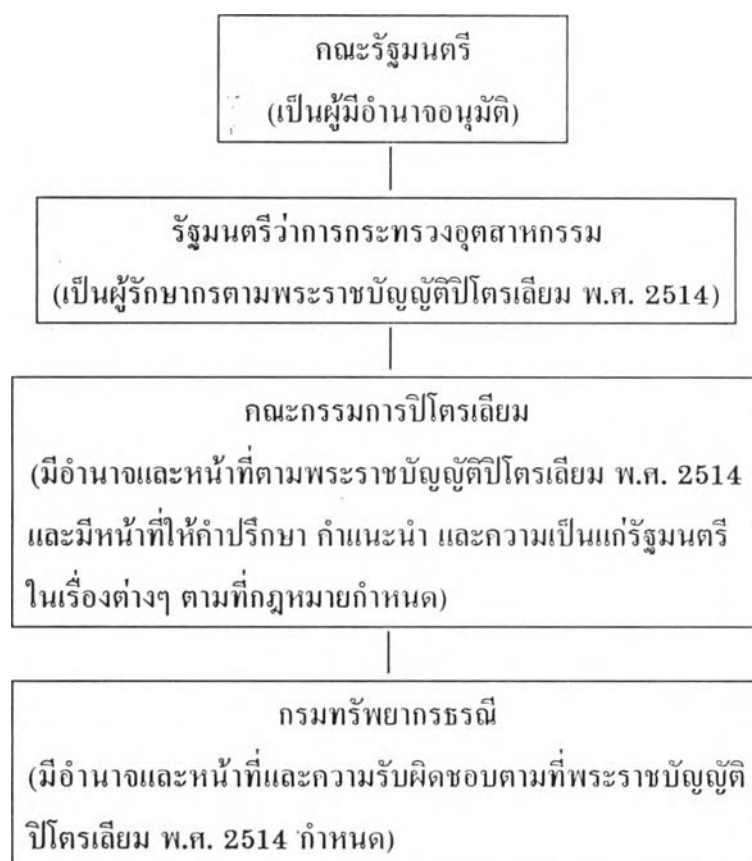 คณะรัฐมนตรี
(เป็นผู้มีอำนาจอนุมัติ)
รัฐมนตรีว่าการกระทรวงอุตสาหกรรม
(เป็นผู้รักษากรตามพระราชบัญญัติปิโตรเลียม พ.ศ. 2514)
คณะกรรมการปิโตรเลียม
(มีอำนาจและหน้าที่ตามพระราชบัญญัติปิโตรเลียม พ.ศ. 2514
และมีหน้าที่ให้คำปรึกษา คำแนะนำ และความเป็นแก่รัฐมนตรี
ในเรื่องต่างๆ ตามที่กฎหมายกำหนด)
กรมทรัพยากรธรณี
(มีอำนาจและหน้าที่และความรับผิดชอบตามที่พระราชบัญญัติ
ปิโตรเลียม พ.ศ. 2514 กำหนด)